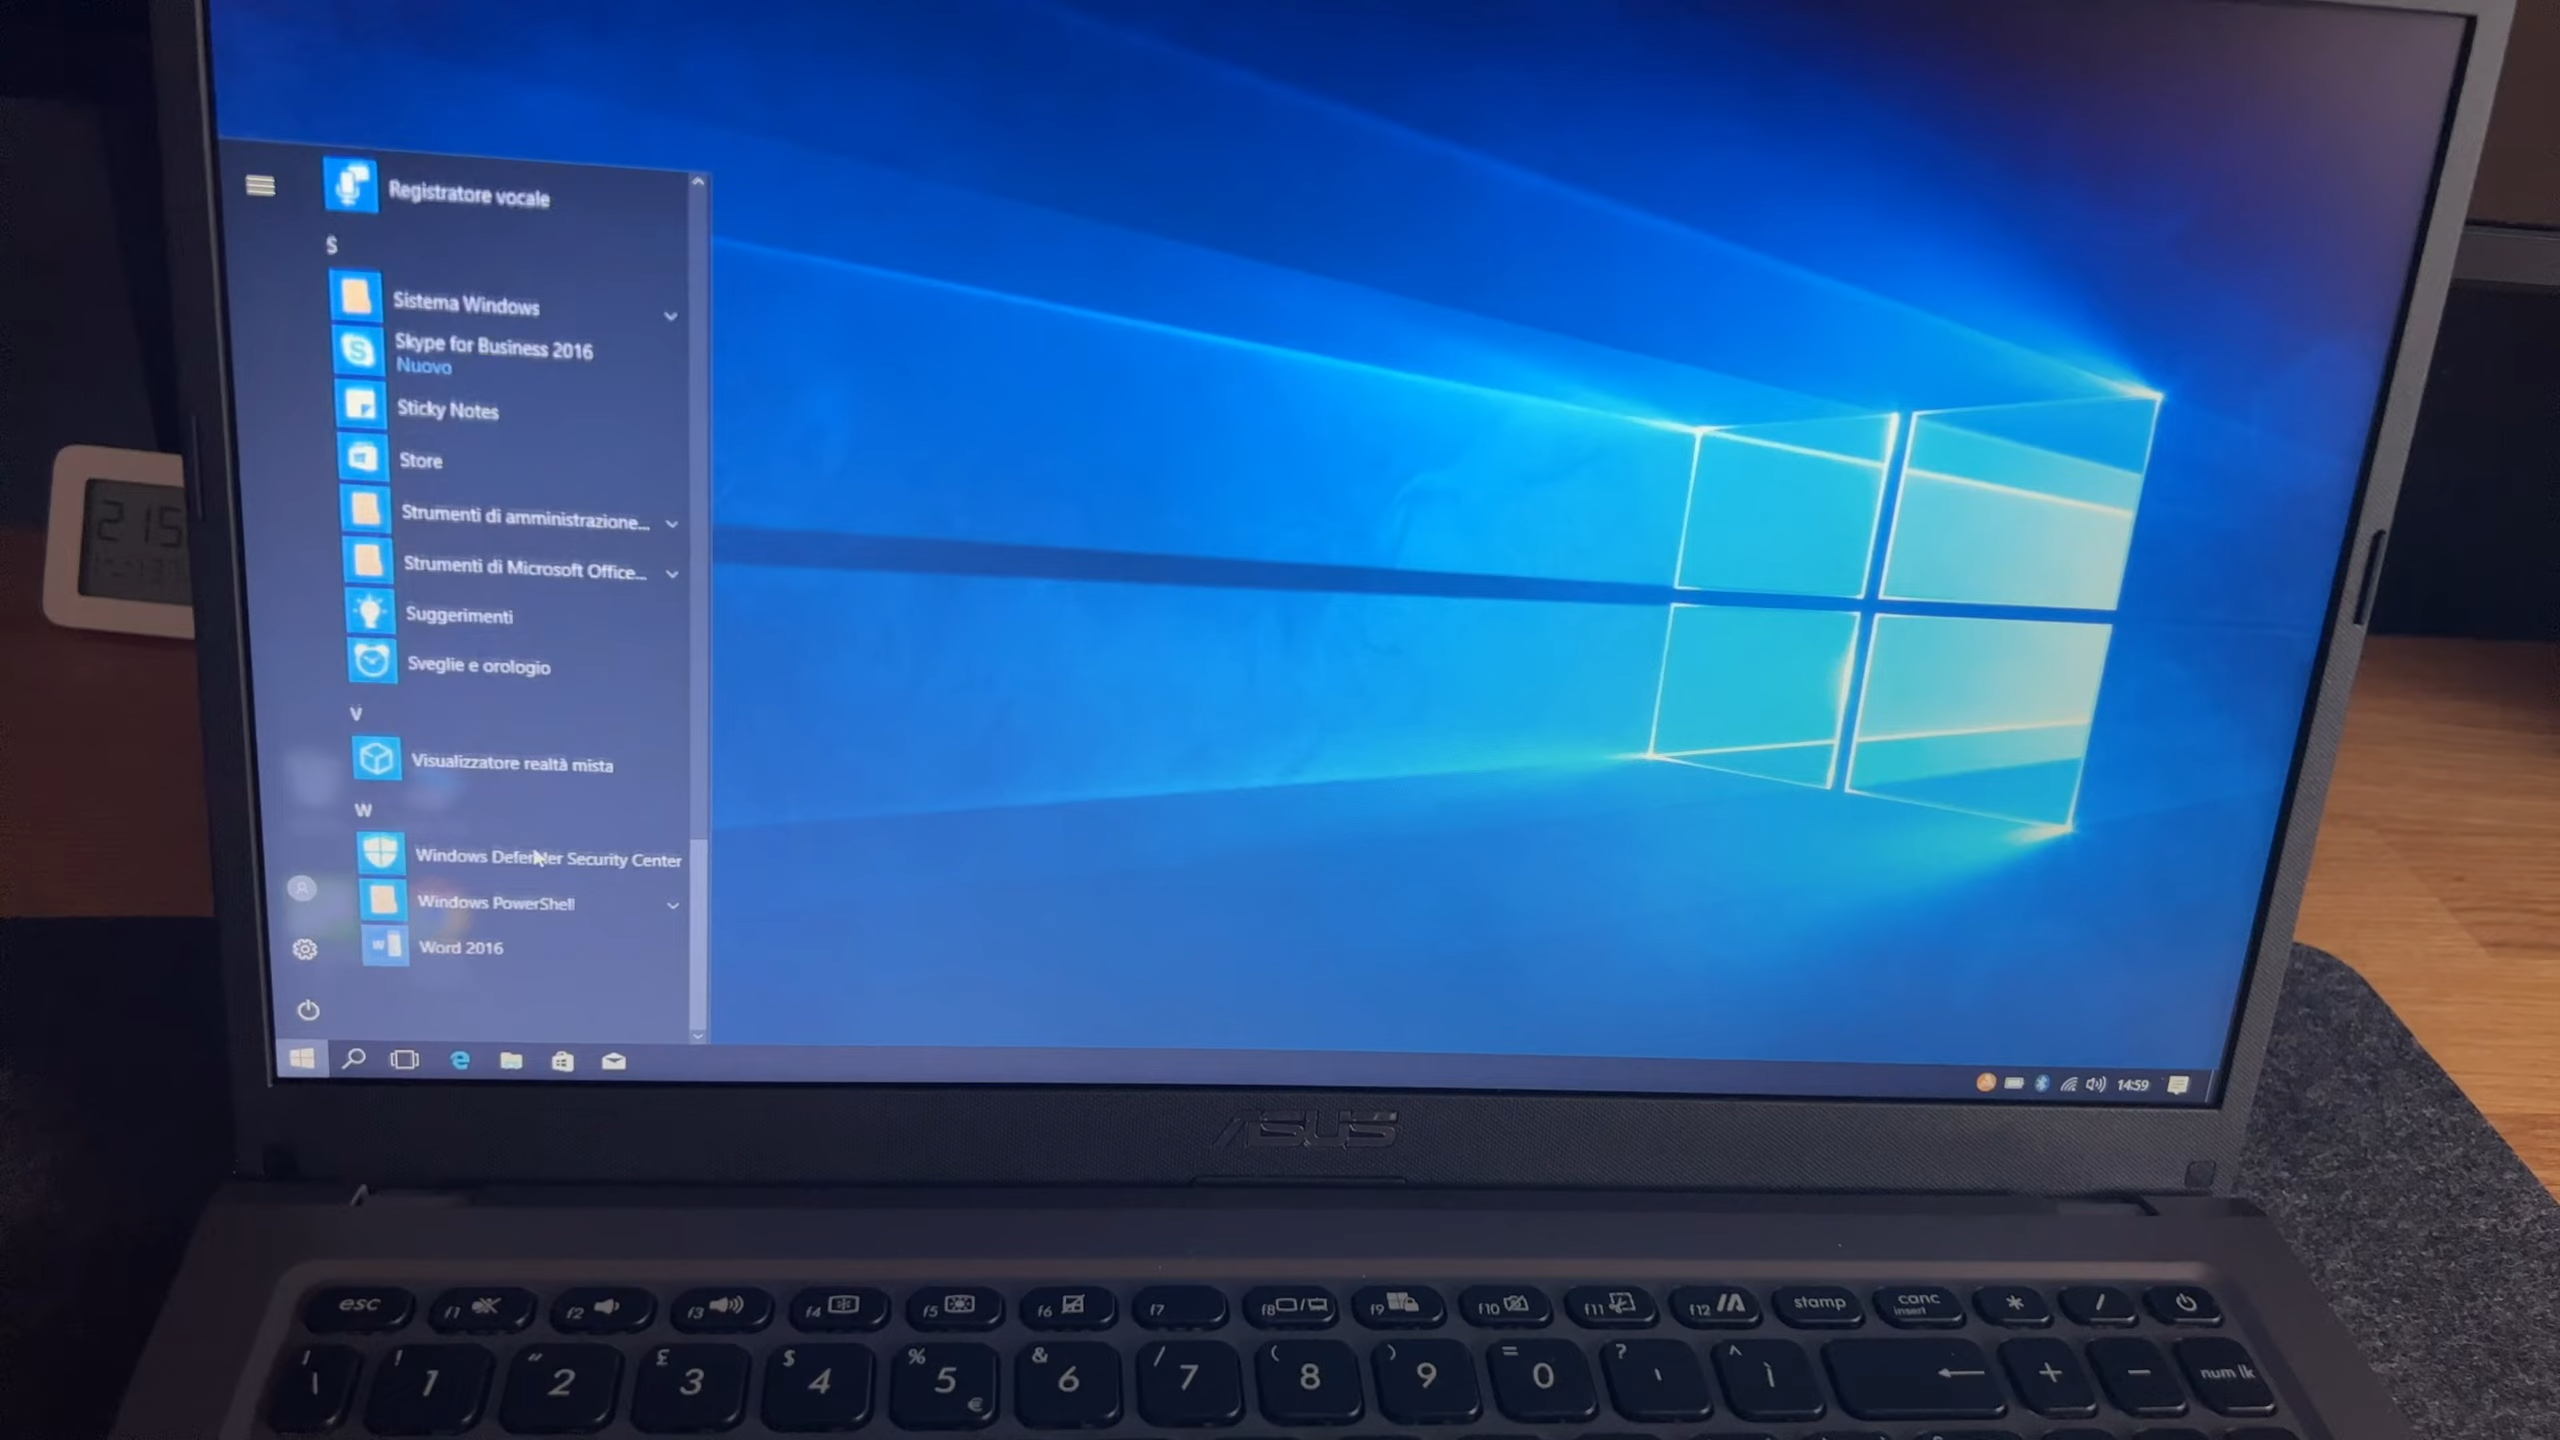 Registratore vocale
S
Sistema Windows
Skype for Business 2016
Nuovo
Sticky Notes
Store
Strumenti di amministrazione...
Strumenti di Microsoft Office...
Suggerimenti
Sveglie e orologio
V
Visualizzatore realtà mista
W
Windows Defender Security Center
Windows PowerShell
Word 2016
14:59
215
ASUS
esc f1 f2 f3 f4 f5 f6 f7 f8 f9 f10 f11 f12 stamp canc insert * /
| \ ! 1 " 2 £ 3 $ 4 % 5 € & 6 / 7 ( 8 ) 9 = 0 ? ' ^ ì + - num lk